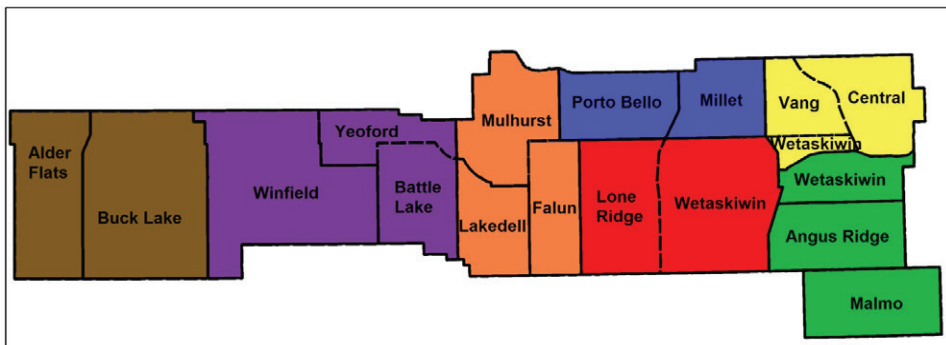 Alder
Flats
Buck Lake
Winfield
Yeoford
Battle
Lake
Mulhurst
Lakedell
Falun
Porto Bello
Millet
Lone
Ridge
Wetaskiwin
Vang
Central
Wetaskiwin
Wetaskiwin
Angus Ridge
Malmo